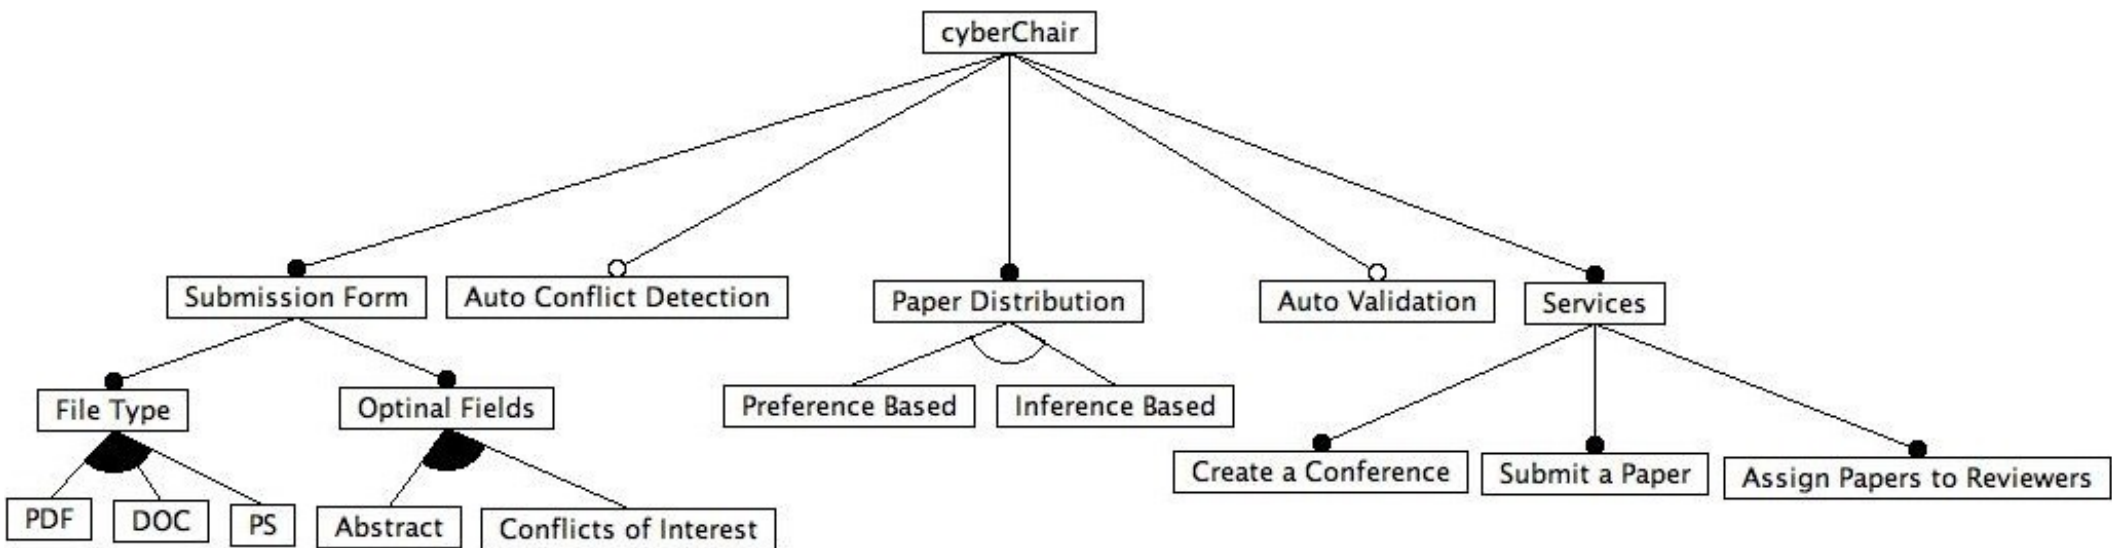 cyberChair
Submission Form
Auto Conflict Detection
Paper Distribution
Auto Validation
Services
File Type
Optinal Fields
Preference Based
Inference Based
Create a Conference
Submit a Paper
Assign Papers to Reviewers
PDF
DOC
PS
Abstract
Conflicts of Interest